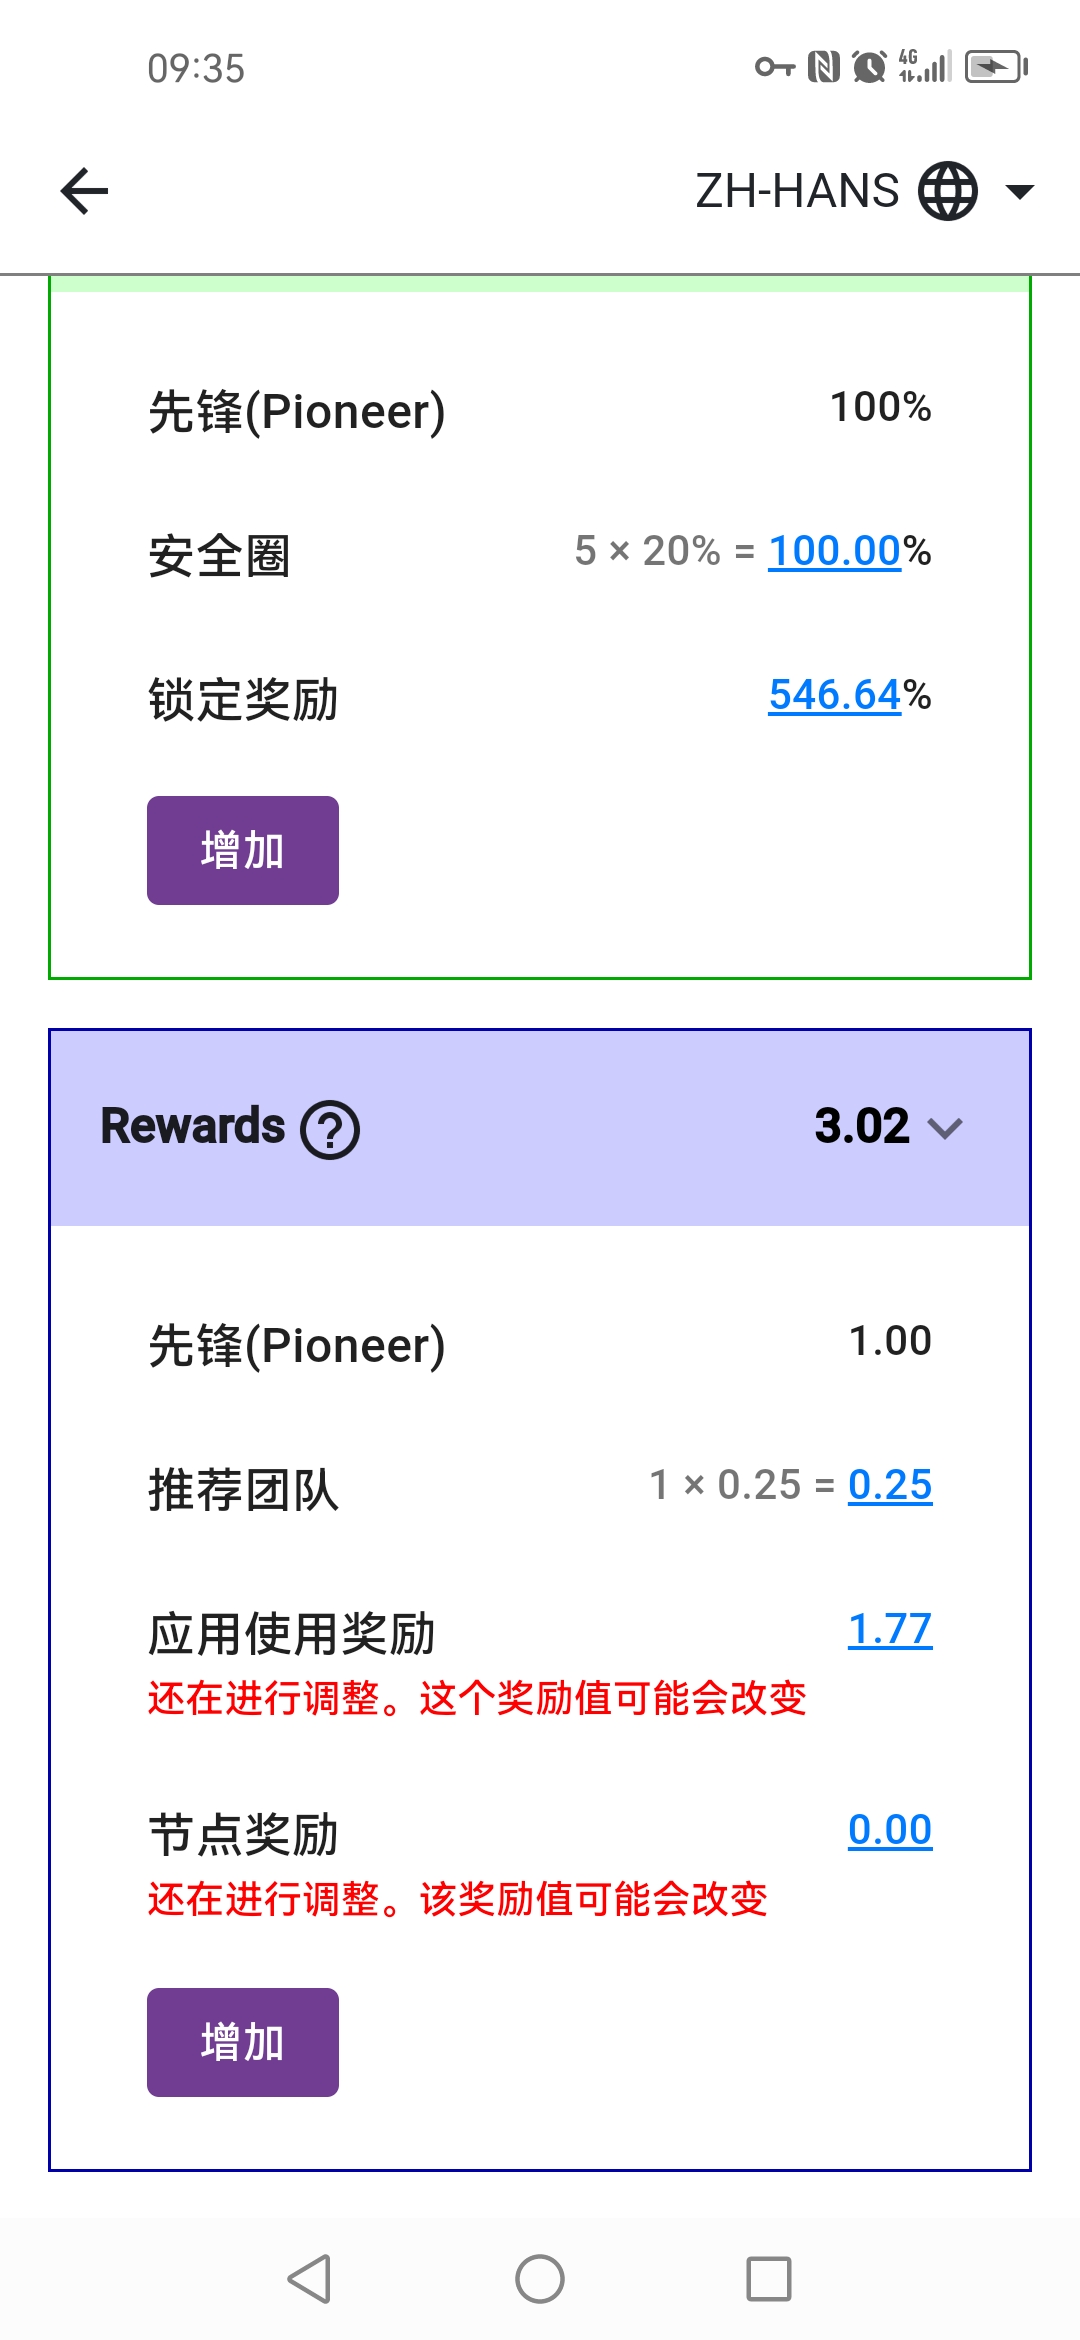 09:35
4G
ZH-HANS
先锋(Pioneer) 100%
安全圈 5 × 20% = 100.00%
锁定奖励 546.64%
增加
Rewards ? 3.02
先锋(Pioneer) 1.00
推荐团队 1 × 0.25 = 0.25
应用使用奖励 1.77
还在进行调整。这个奖励值可能会改变
节点奖励 0.00
还在进行调整。该奖励值可能会改变
增加